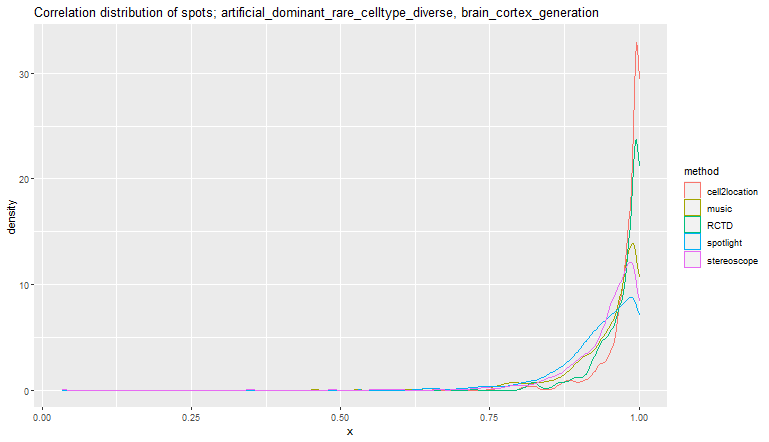 Correlation distribution of spots; artificial_dominant_rare_celltype_diverse, brain_cortex_generation
30
20
10
0
density
0.00
0.25
0.50
0.75
1.00
x
method
cell2location
music
RCTD
spotlight
stereoscope